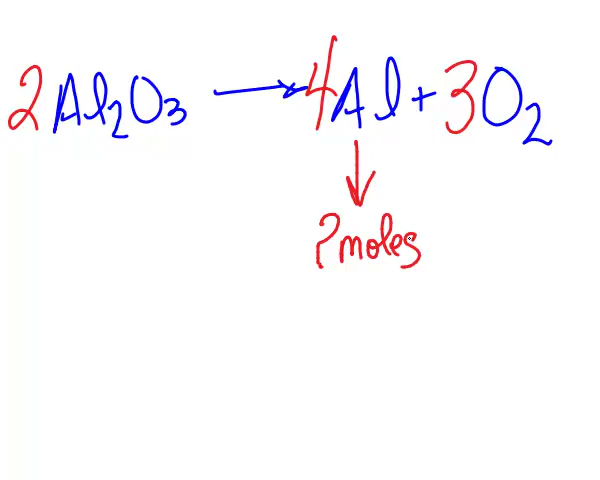 2Al₂O₃ → 4Al + 3O₂
? moles